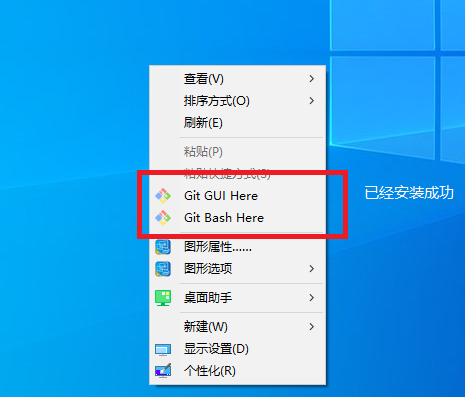 查看(V)
排序方式(O)
刷新(E)
粘贴(P)
粘贴快捷方式(S)
Git GUI Here
Git Bash Here
已经安装成功
图形属性......
图形选项
桌面助手
新建(W)
显示设置(D)
个性化(R)